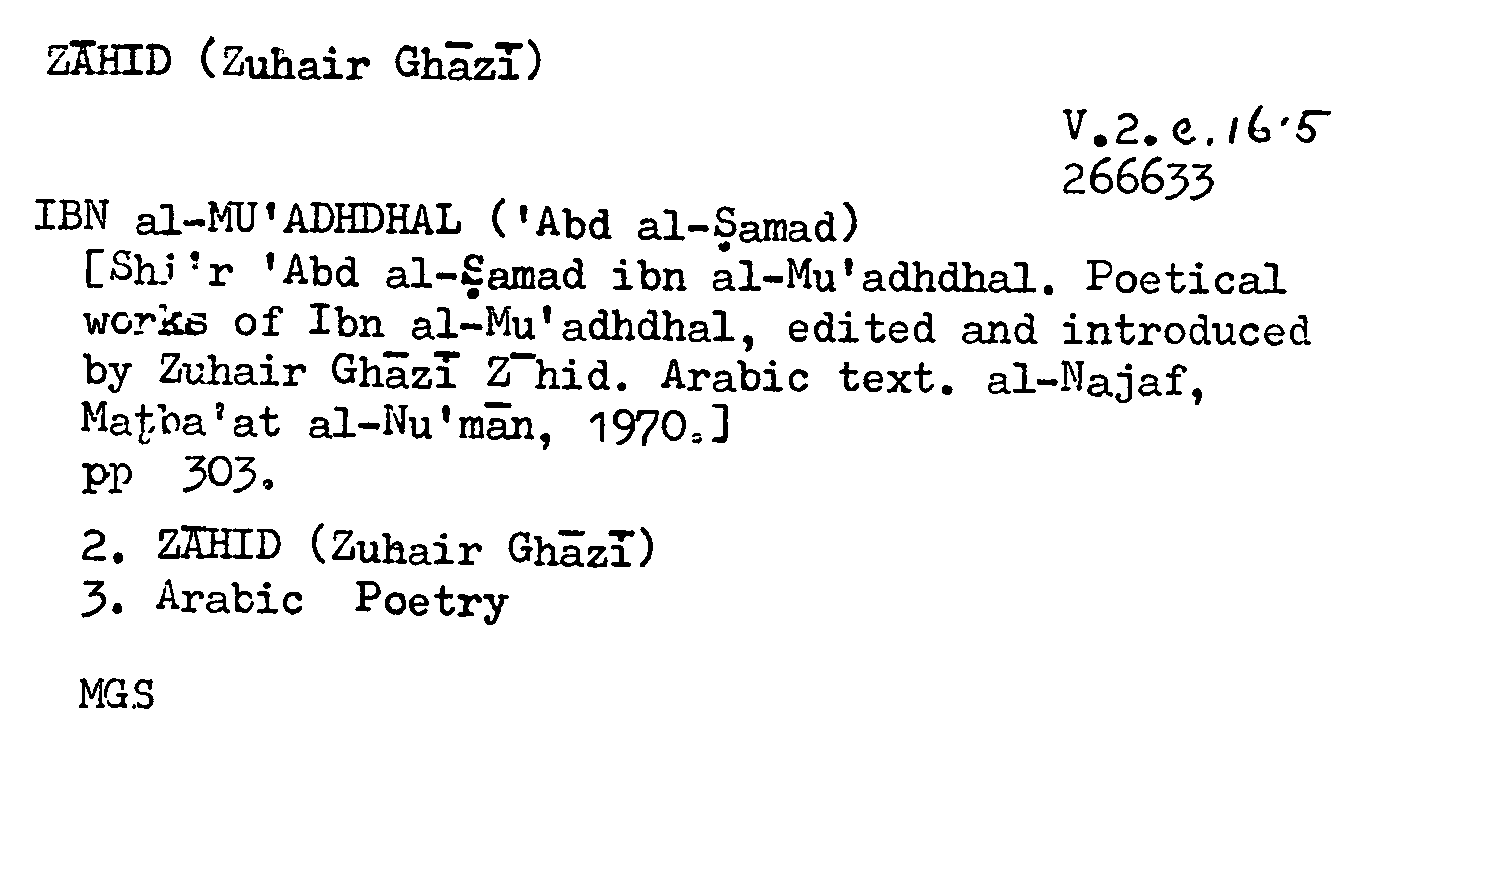 ZĀHID (Zuhair Ghāzī)
V.2.e.16·5
266633
IBN al-MU'ADHDHAL ('Abd al-Ṣamad)
[Shi'r 'Abd al-Ṣamad ibn al-Mu'adhdhal. Poetical
works of Ibn al-Mu'adhdhal, edited and introduced
by Zuhair Ghāzī Z¯hid. Arabic text. al-Najaf,
Maṭba'at al-Nu'mān, 1970.]
pp 303.
2. ZĀHID (Zuhair Ghāzī)
3. Arabic Poetry
MGS